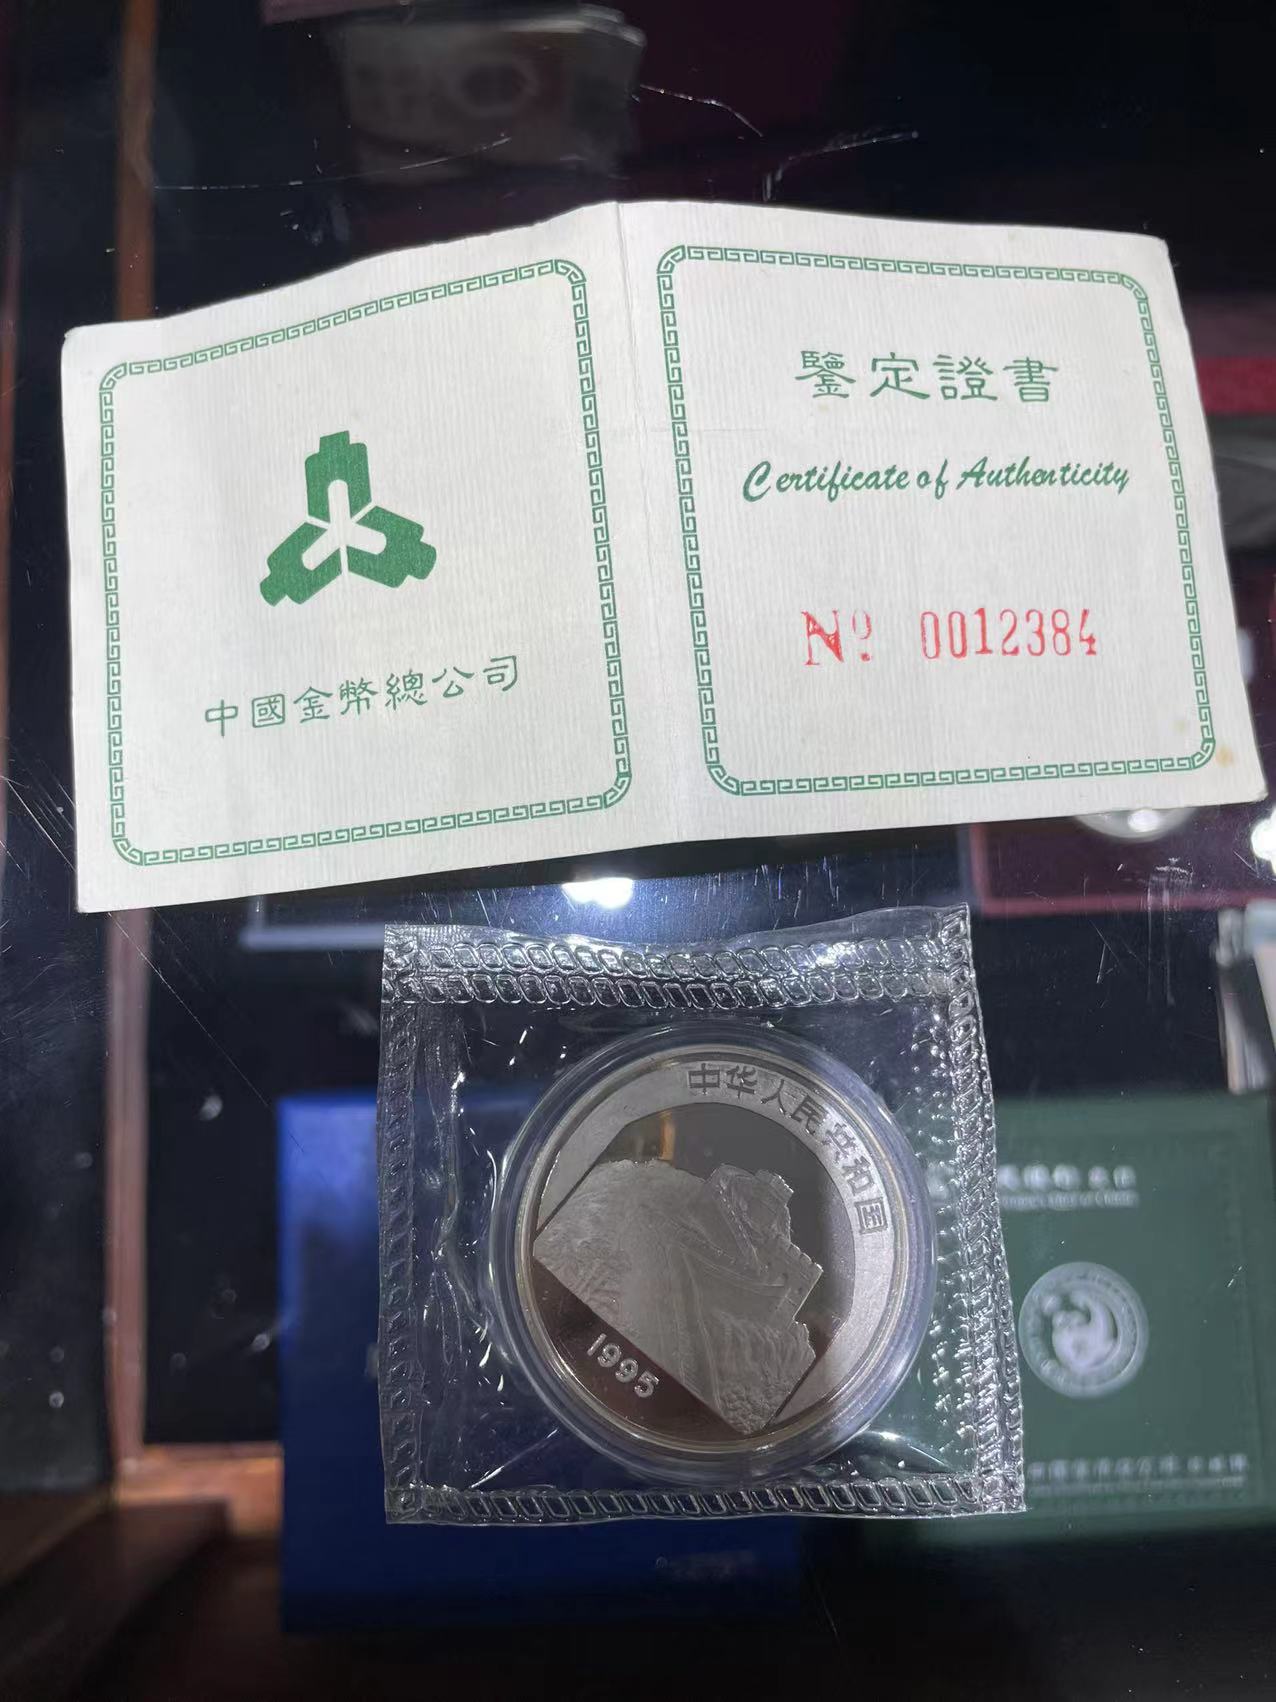 鑒定證書
Certificate of Authenticity
Nº 0012384
中國金幣總公司
中华人民共和国
1995